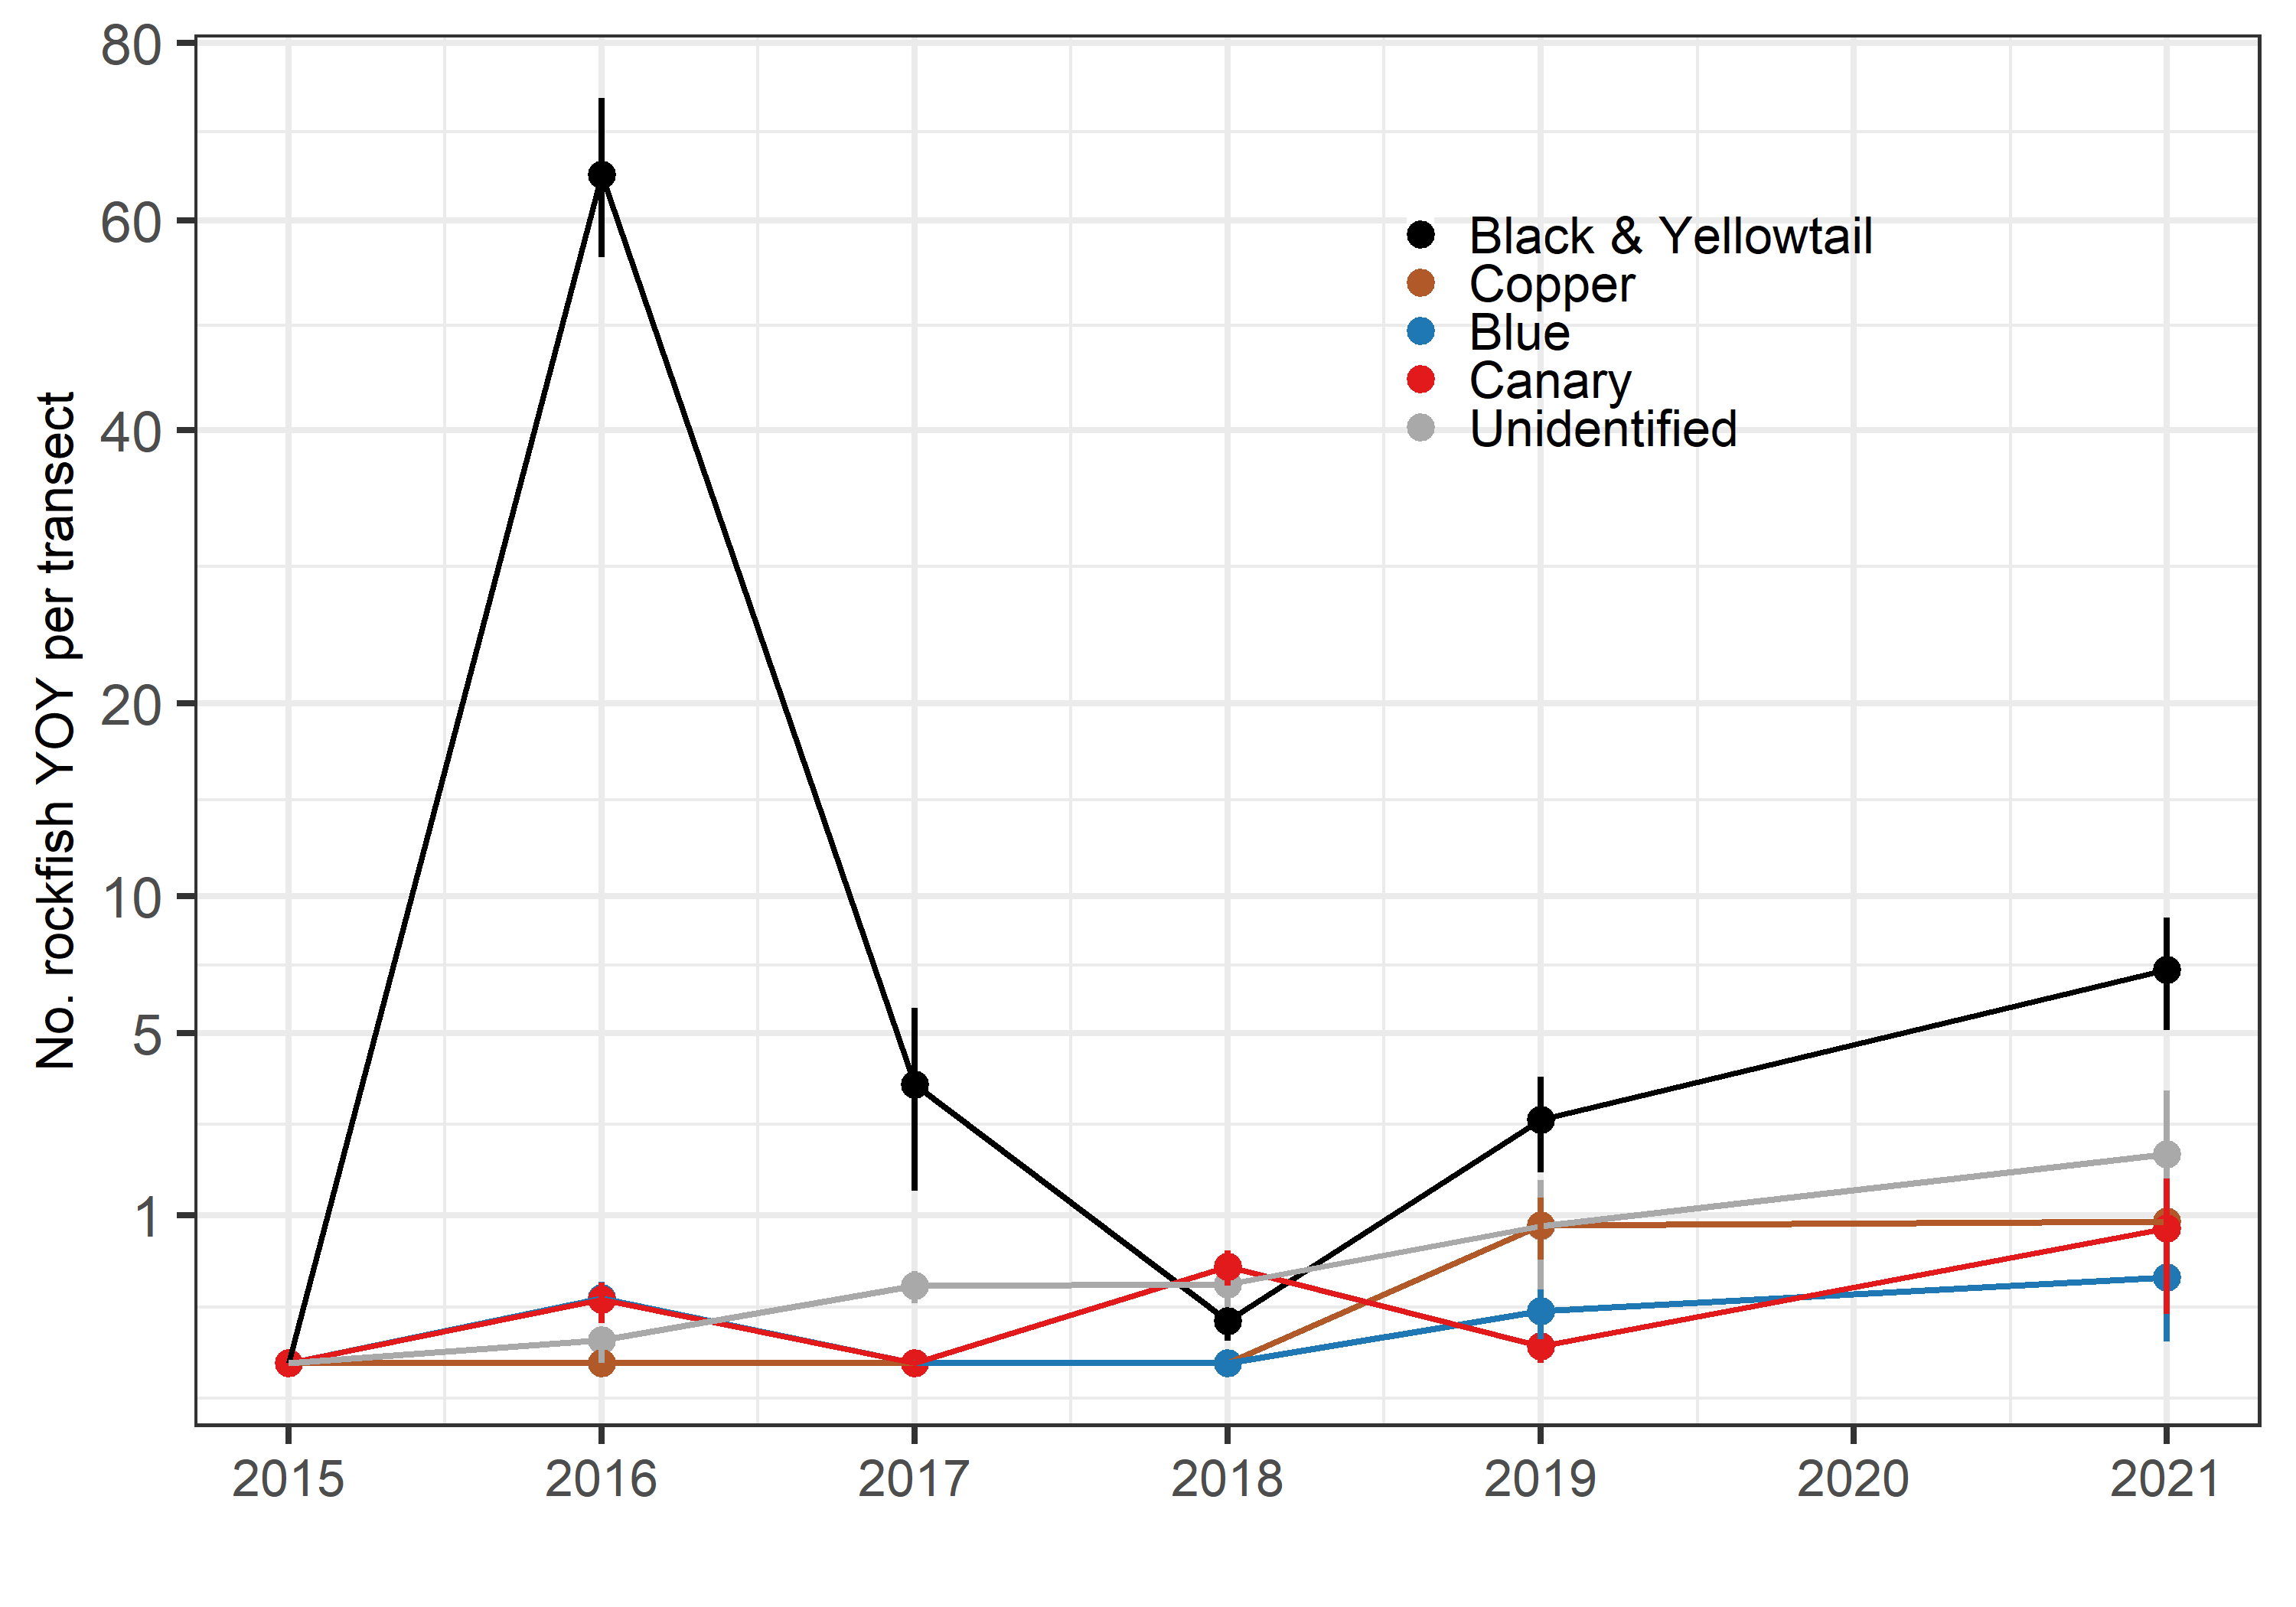 80
60
40
20
10
5
1
No. rockfish YOY per transect
Black & Yellowtail
Copper
Blue
Canary
Unidentified
2015 2016 2017 2018 2019 2020 2021